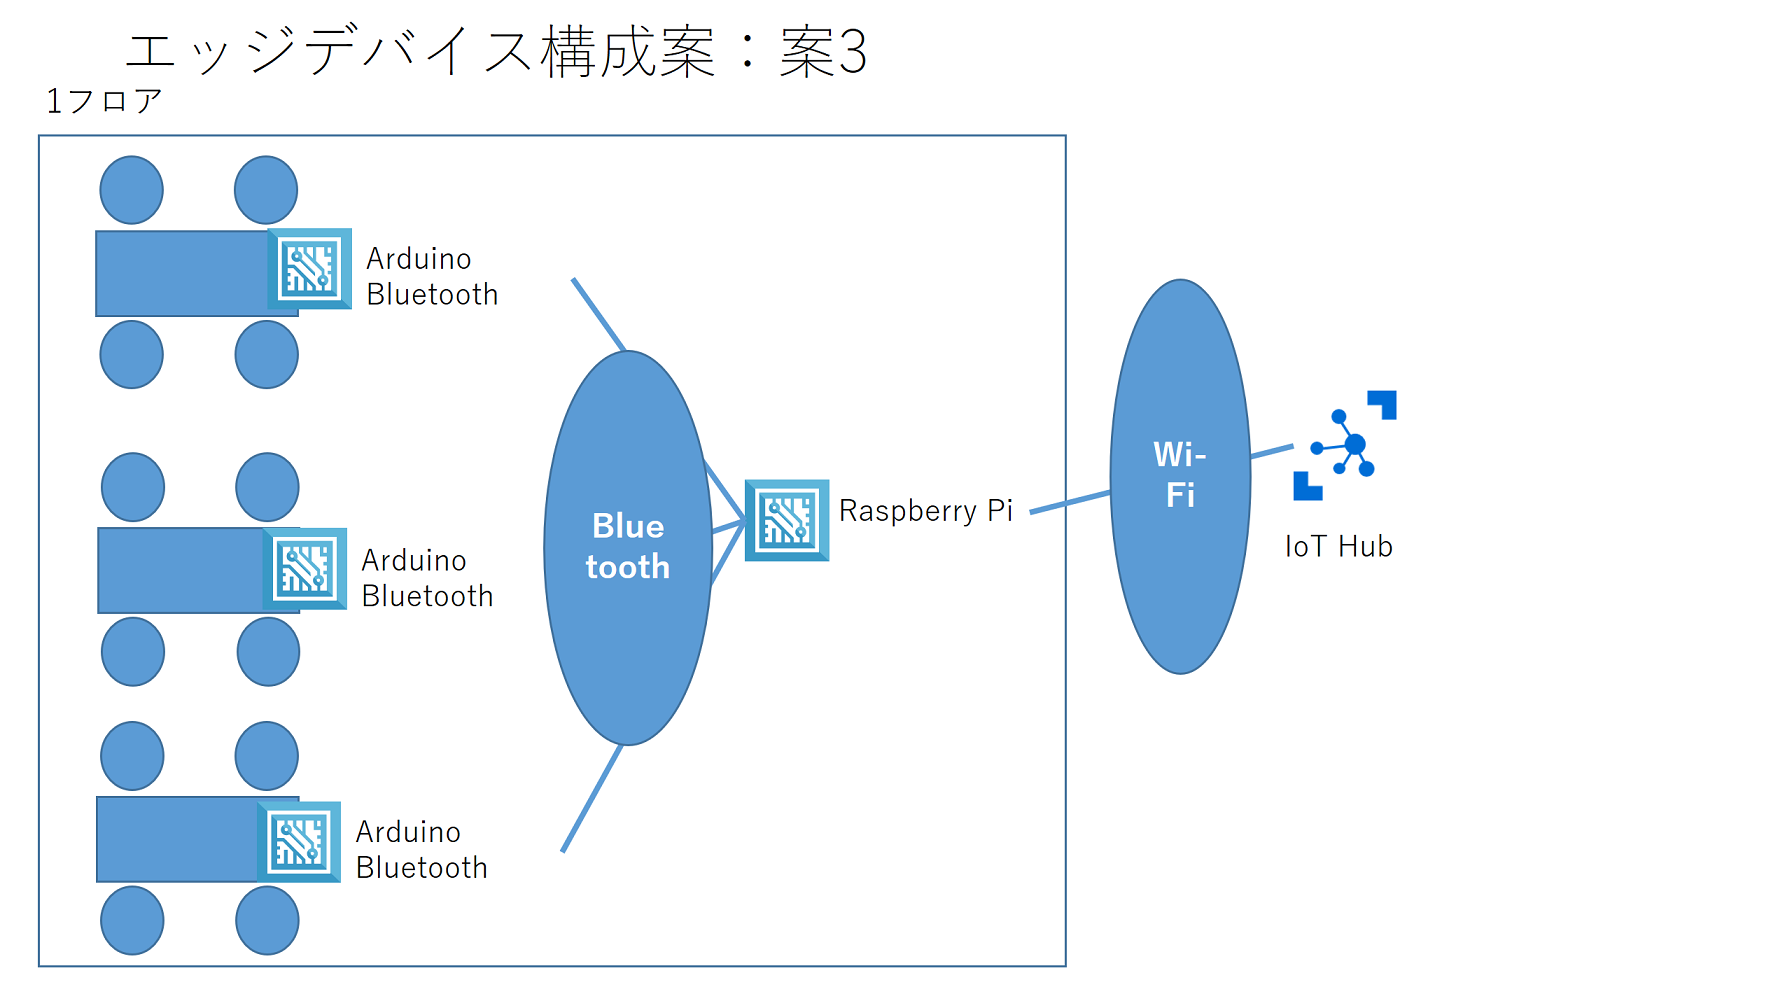 エッジデバイス構成案：案3
1フロア
Arduino
Bluetooth
Arduino
Bluetooth
Arduino
Bluetooth
Blue
tooth
Raspberry Pi
Wi-
Fi
IoT Hub